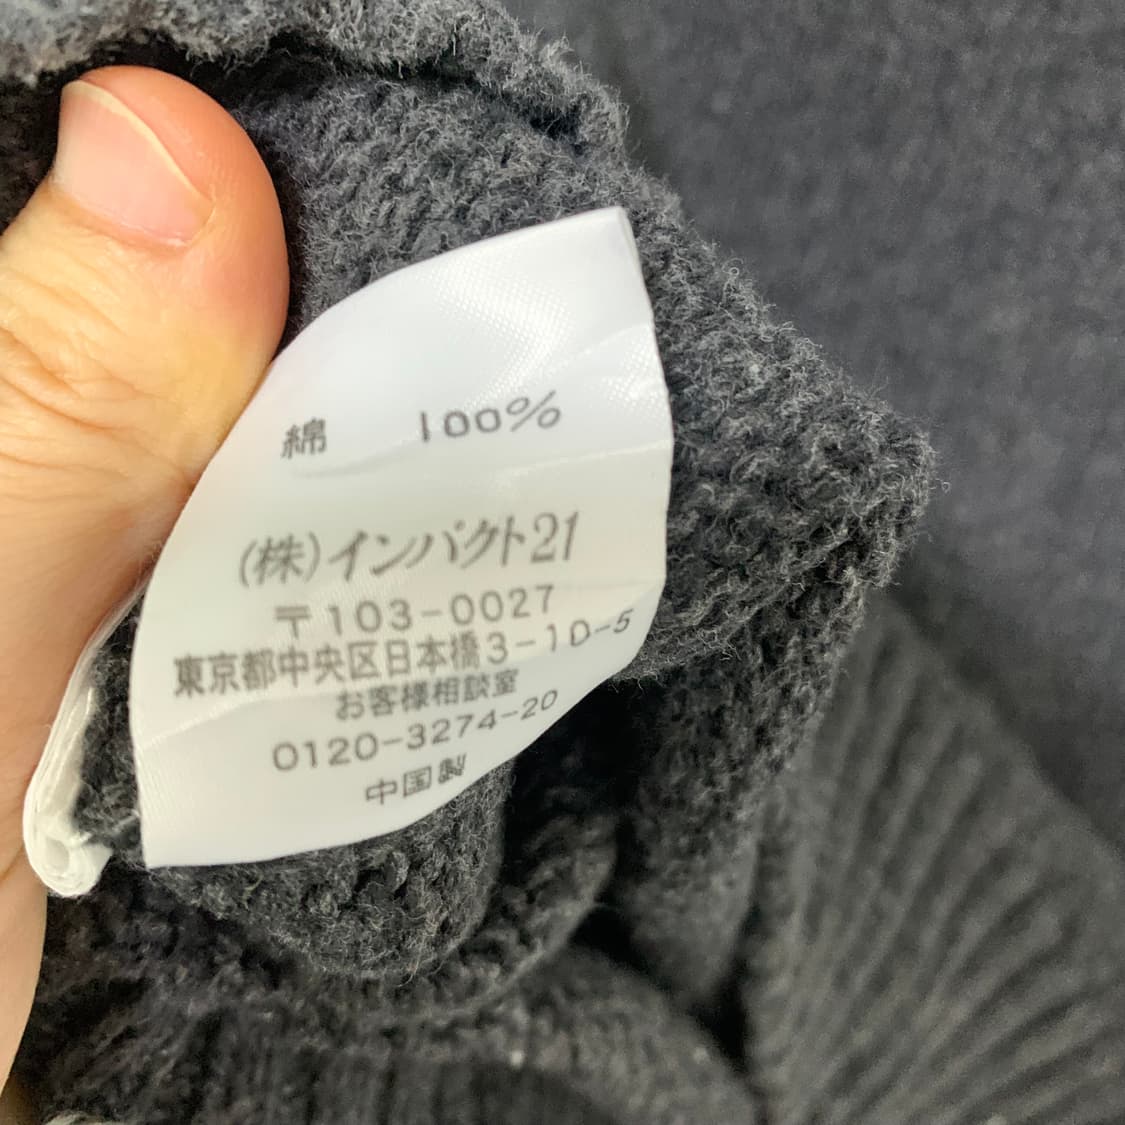 綿 100%
(株)インパクト21
〒103-0027
東京都中央区日本橋3-10-5
お客様相談室
0120-3274-20
中国製